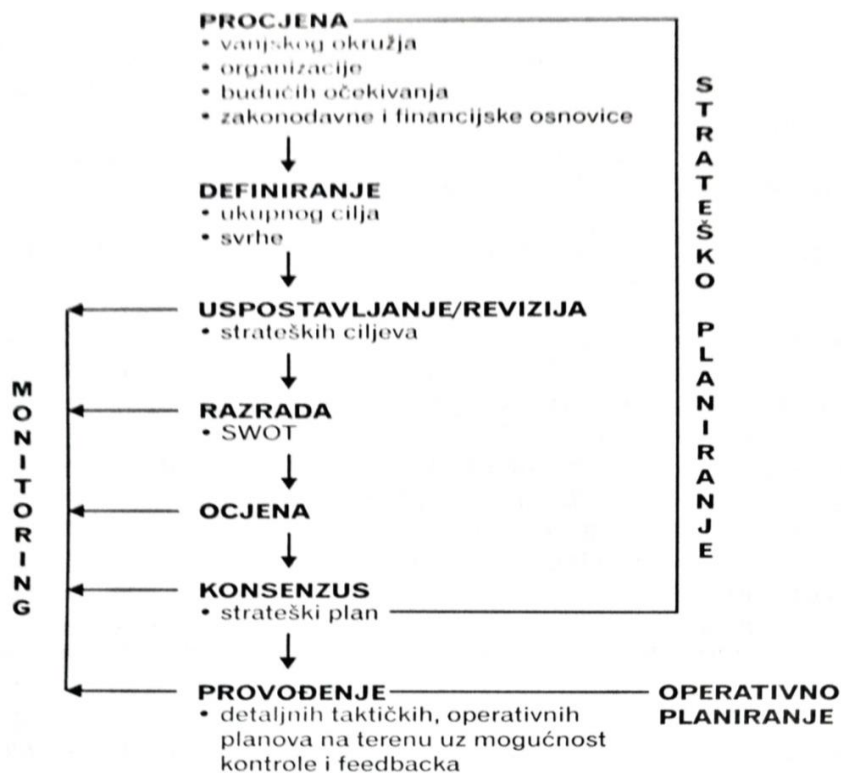 PROCJENA
• vanjskog okružja
• organizacije
• budućih očekivanja
• zakonodavne i financijske osnovice
DEFINIRANJE
• ukupnog cilja
• svrhe
USPOSTAVLJANJE/REVIZIJA
• strateških ciljeva
RAZRADA
• SWOT
OCJENA
KONSENZUS
• strateški plan
PROVOĐENJE
• detaljnih taktičkih, operativnih
planova na terenu uz mogućnost
kontrole i feedbacka
MONITORING
STRATEŠKO PLANIRANJE
OPERATIVNO
PLANIRANJE